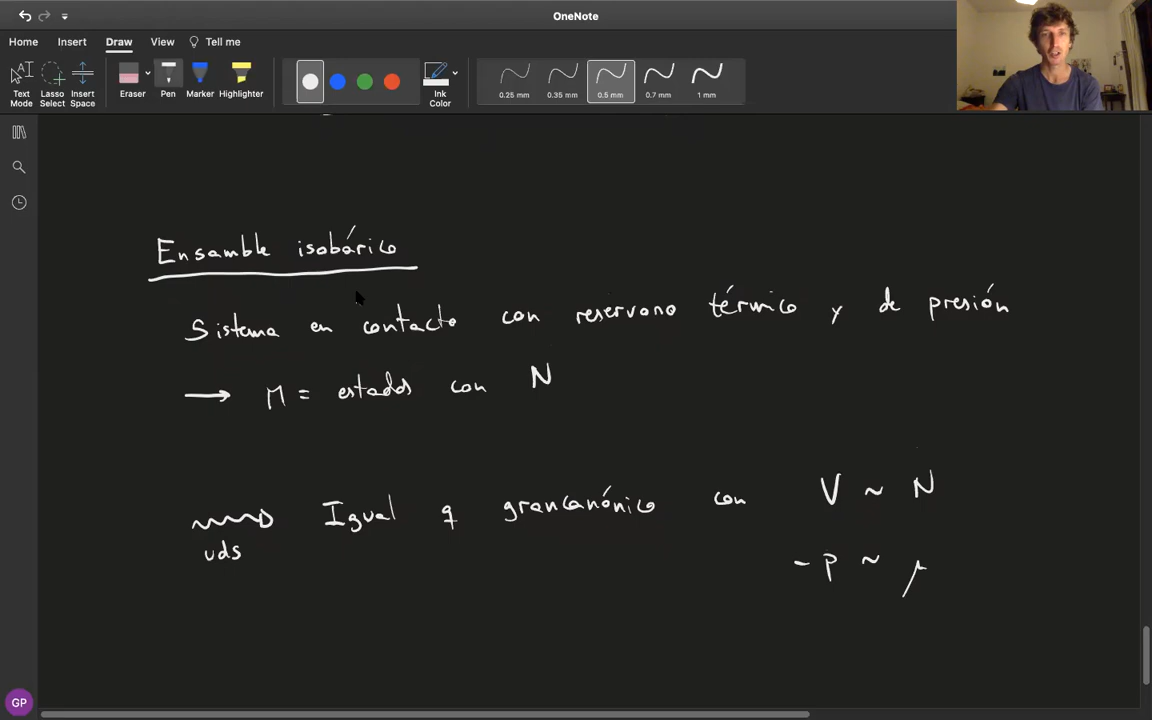 OneNote
Home Insert Draw View Tell me
Text Mode Lasso Select Insert Space Eraser Pen Marker Highlighter Ink Color 0.25 mm 0.35 mm 0.5 mm 0.7 mm 1 mm
Ensamble isobárico
Sistema en contacto con reservorio térmico y de presión
→ M = estados con N
uds Igual q grancanónico con V ~ N
-P ~ μ
GP